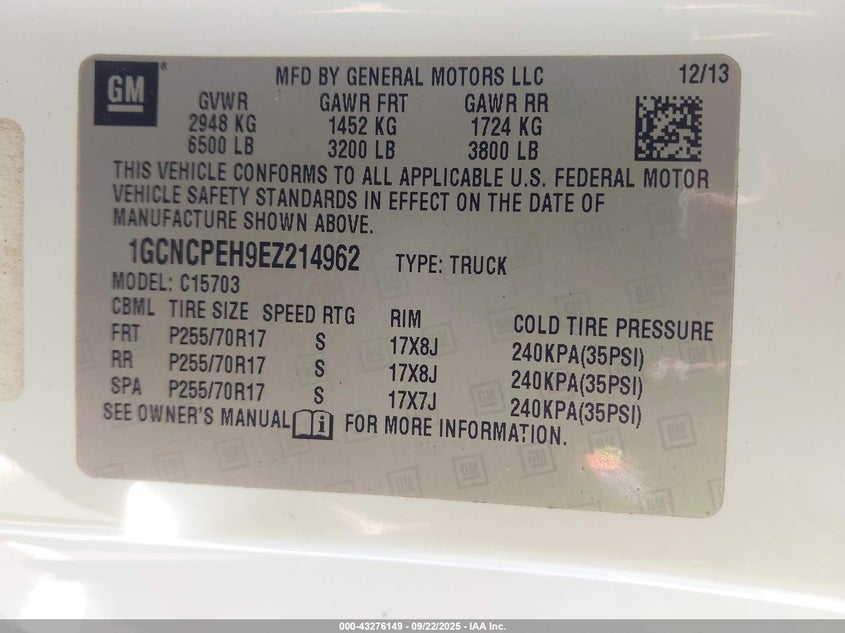 GM® MFD BY GENERAL MOTORS LLC 12/13
GVWR GAWR FRT GAWR RR
2948 KG 1452 KG 1724 KG
6500 LB 3200 LB 3800 LB
THIS VEHICLE CONFORMS TO ALL APPLICABLE U.S. FEDERAL MOTOR
VEHICLE SAFETY STANDARDS IN EFFECT ON THE DATE OF
MANUFACTURE SHOWN ABOVE.
1GCNCPEH9EZ214962 TYPE: TRUCK
MODEL: C15703
CBML TIRE SIZE SPEED RTG RIM COLD TIRE PRESSURE
FRT P255/70R17 S 17X8J 240KPA(35PSI)
RR P255/70R17 S 17X8J 240KPA(35PSI)
SPA P255/70R17 S 17X7J 240KPA(35PSI)
SEE OWNER'S MANUAL FOR MORE INFORMATION.
000-43276149 - 09/22/2025 - IAA Inc.